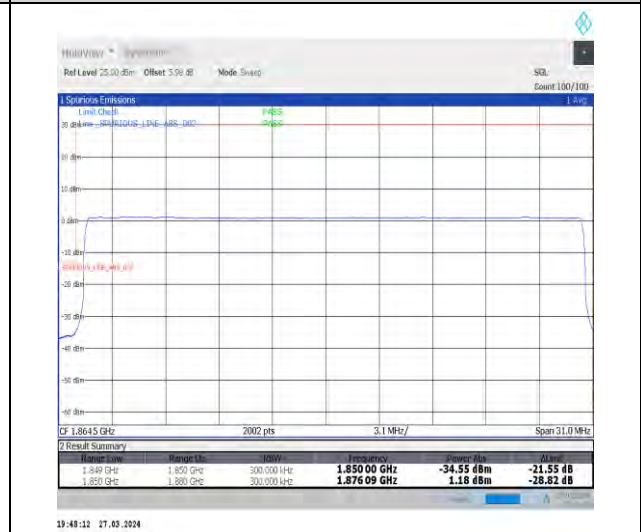 MultiView
Ref Level 25.00 dBm Offset 5.98 dB Mode Sweep SGL
Count 100/100
1 Spurious Emissions 1 Avg
Limit Check PASS
Line _SPURIOUS_LINE_ABS_002 PASS
10 dBm
0 dBm
-10 dBm
-20 dBm
-30 dBm
-40 dBm
-50 dBm
-60 dBm
CF 1.8645 GHz 2002 pts 3.1 MHz/ Span 31.0 MHz
2 Result Summary
Range Low Range Up RBW Frequency Power Abs ΔLimit
1.849 GHz 1.850 GHz 300.000 kHz 1.85000 GHz -34.55 dBm -21.55 dB
1.850 GHz 1.880 GHz 300.000 kHz 1.87609 GHz 1.18 dBm -28.82 dB
19:48:12 27.03.2024